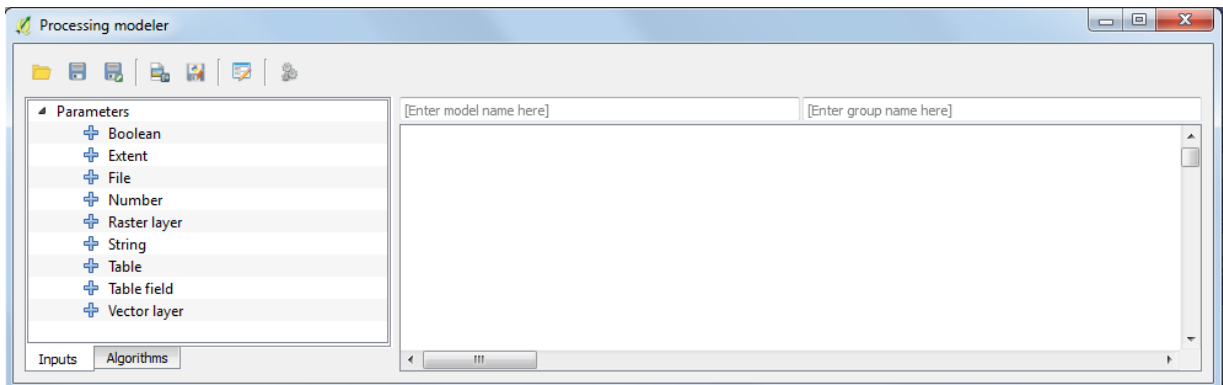 Processing modeler
Parameters
Boolean
Extent
File
Number
Raster layer
String
Table
Table field
Vector layer
Inputs Algorithms
[Enter model name here] [Enter group name here]